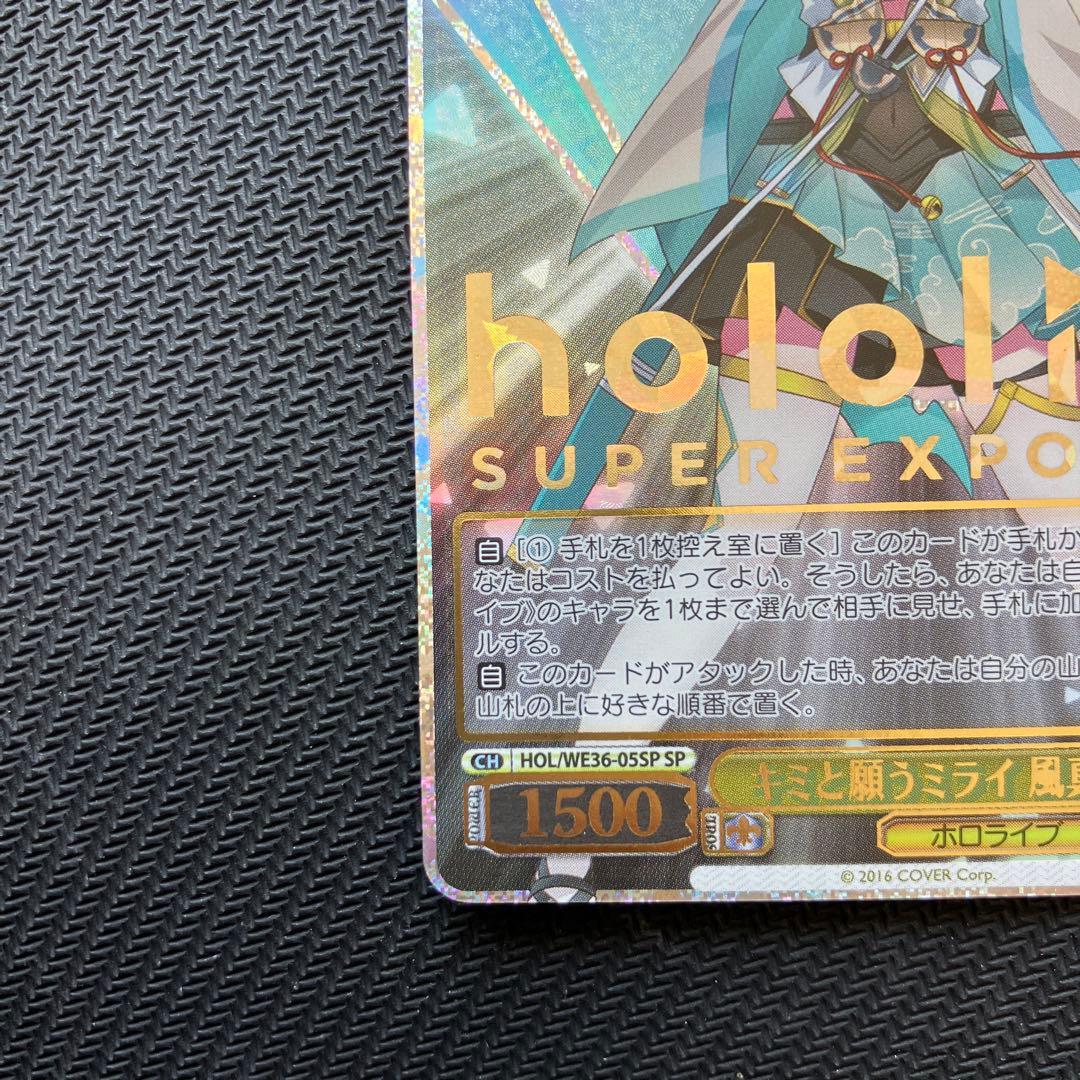 hololi
SUPER EXPO
自 [① 手札を1枚控え室に置く] このカードが手札か
なたはコストを払ってよい。そうしたら、あなたは自
イブ》のキャラを1枚まで選んで相手に見せ、手札に加
ルする。
自 このカードがアタックした時、あなたは自分の山
山札の上に好きな順番で置く。
CH HOL/WE36-05SP SP
キミと願うミライ 風真
POWER 1500
SOUL
ホロライブ
© 2016 COVER Corp.